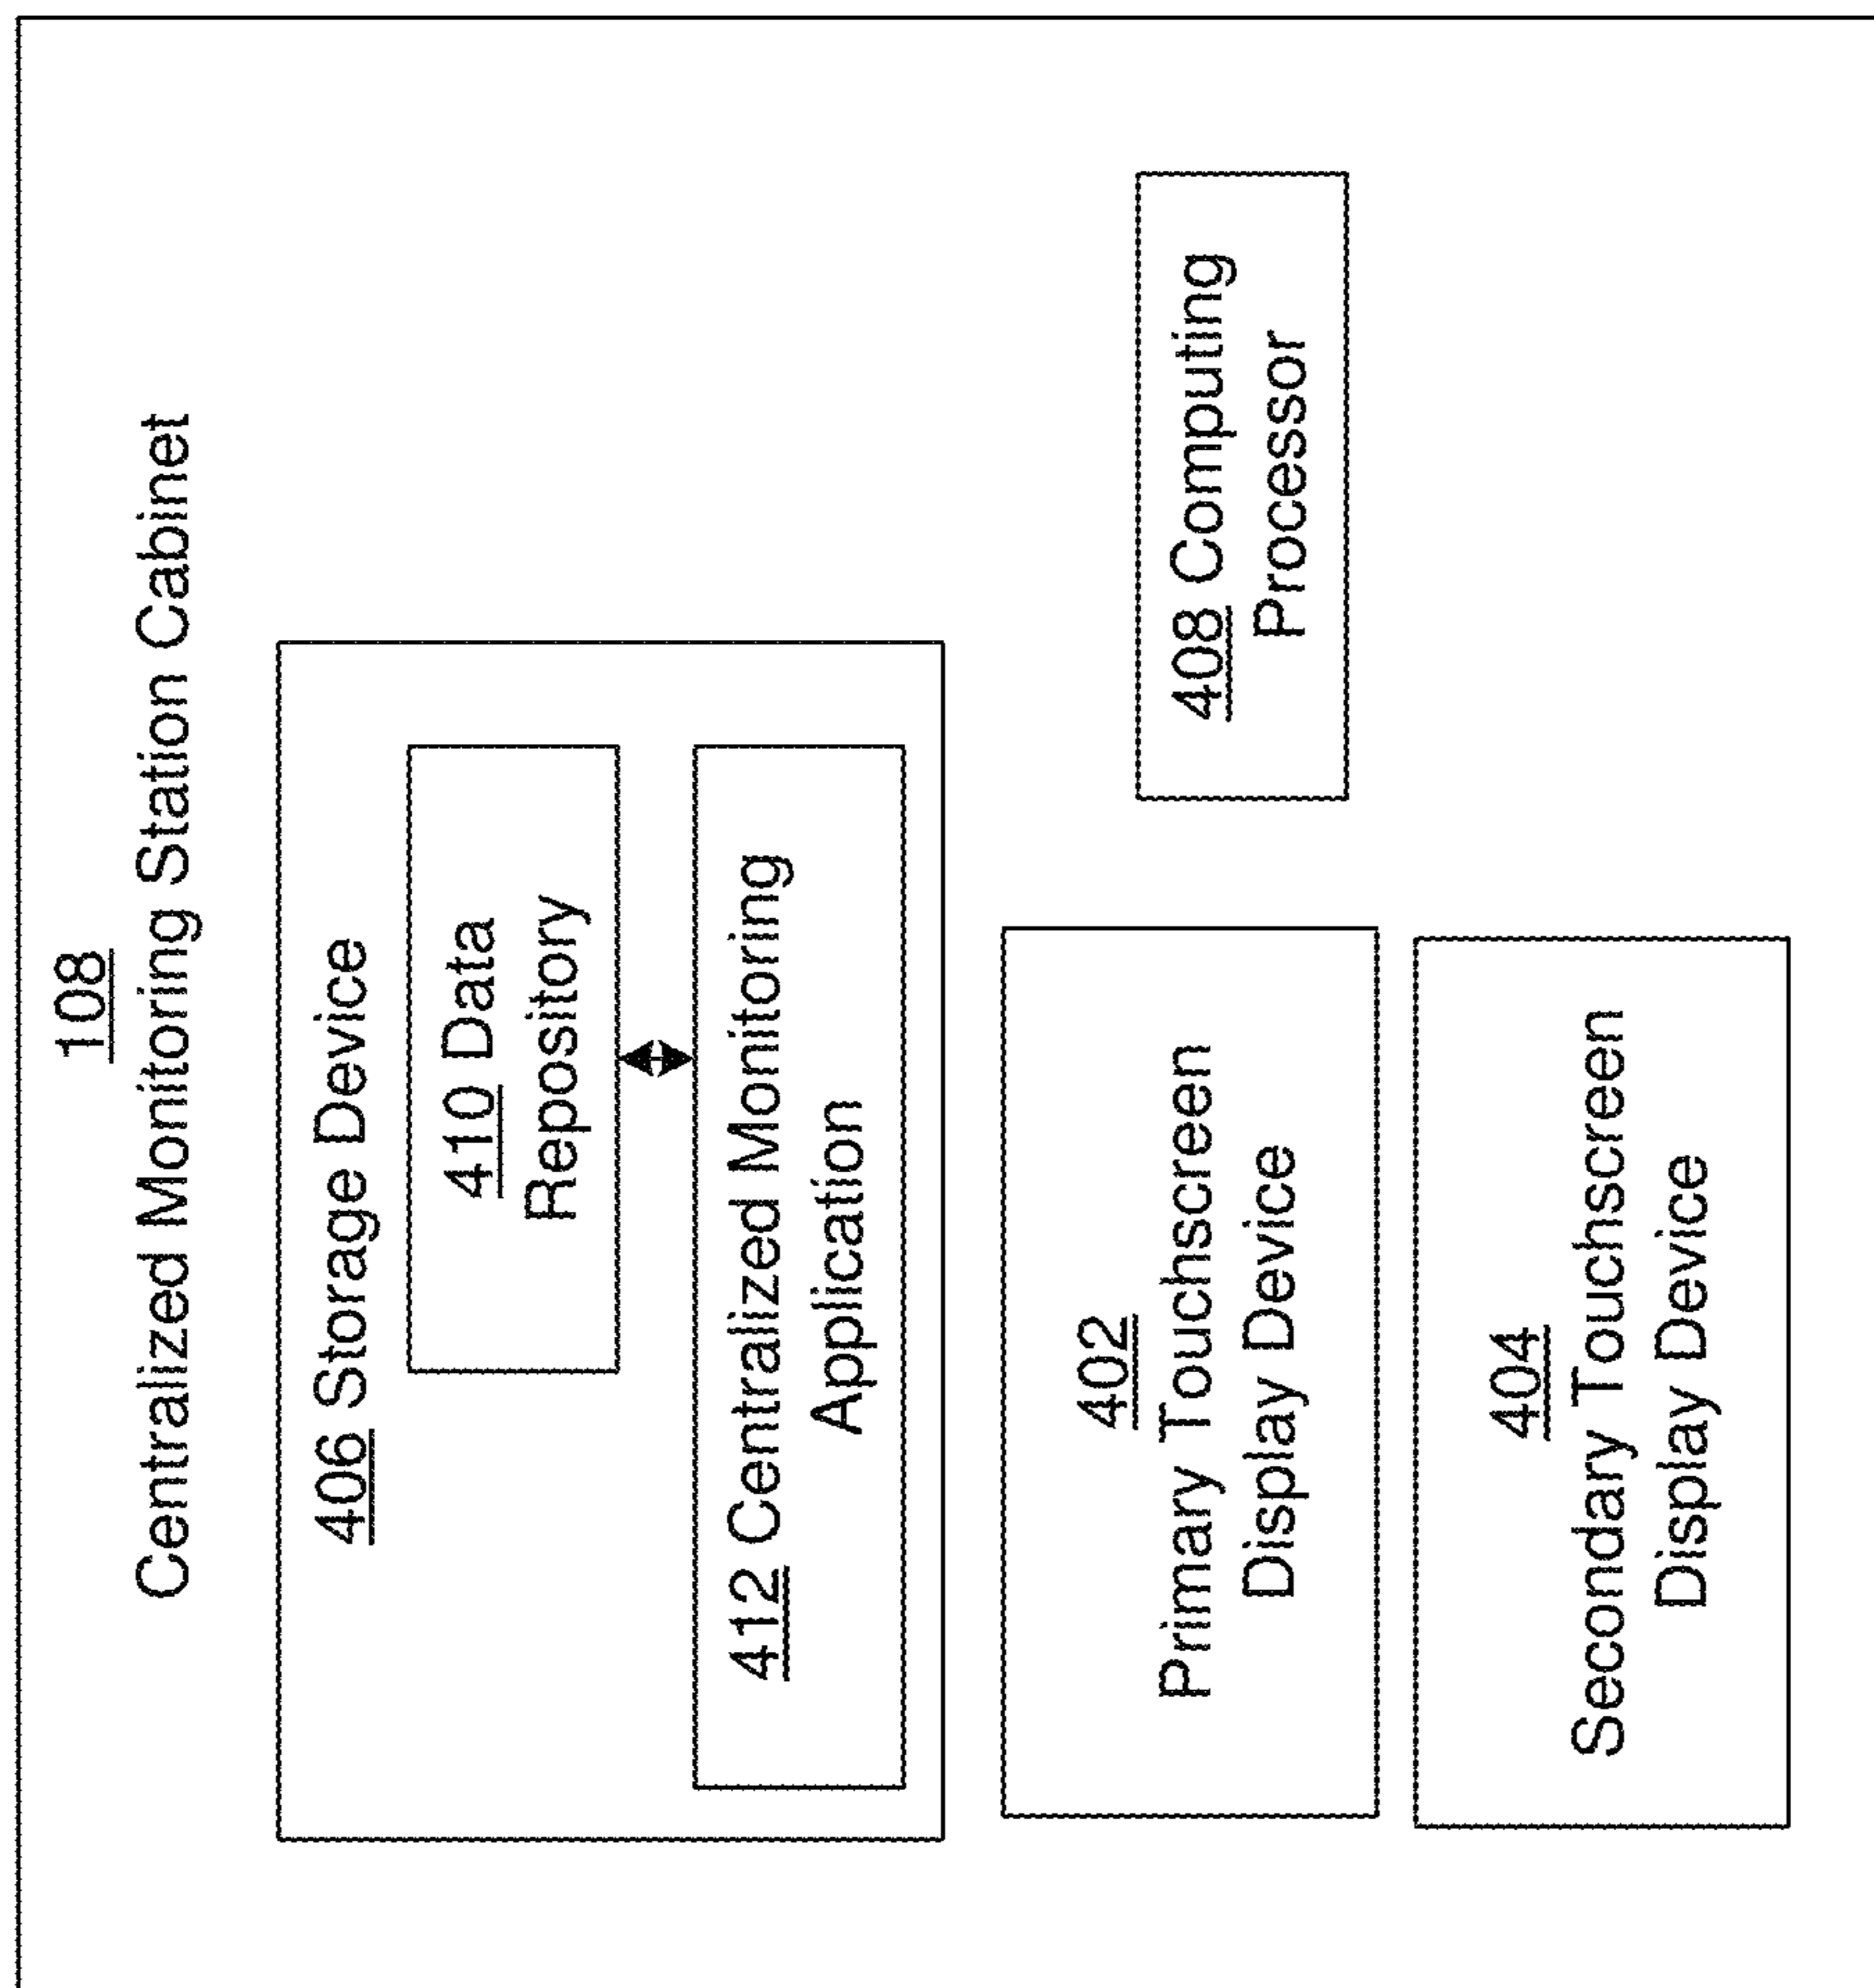 108
Centralized Monitoring Station Cabinet
406 Storage Device
410 Data
Repository
412 Centralized Monitoring
Application
402
Primary Touchscreen
Display Device
408 Computing
Processor
404
Secondary Touchscreen
Display Device